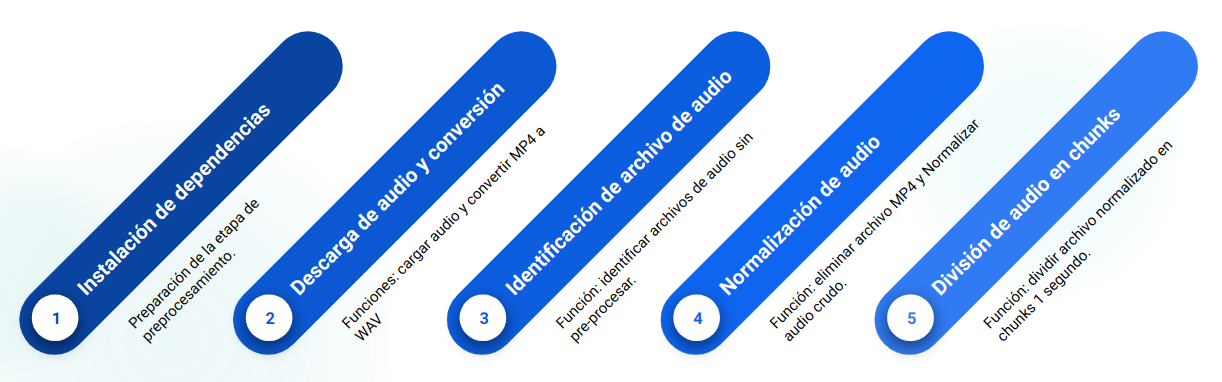 1
Instalación de dependencias
Preparación de la etapa de
preprocesamiento.
2
Descarga de audio y conversión
Funciones: cargar audio y convertir MP4 a
WAV
3
Identificación de archivo de audio
Función: identificar archivos de audio sin
pre-procesar.
4
Normalización de audio
Función: eliminar archivo MP4 y Normalizar
audio crudo.
5
División de audio en chunks
Función: dividir archivo normalizado en
chunks 1 segundo.